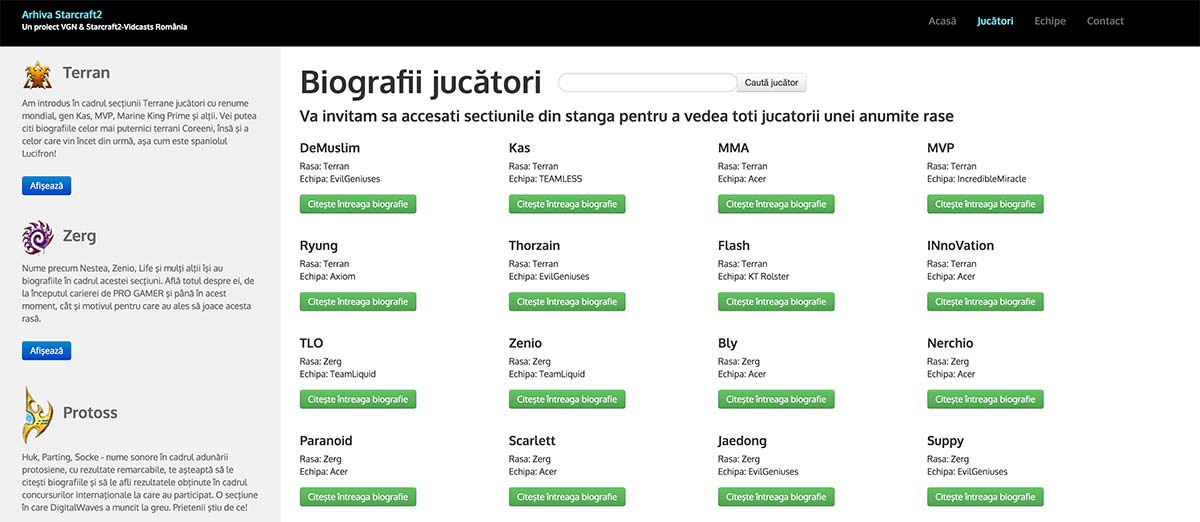 Arhiva Starcraft2
Un proiect VGN & Starcraft2-Vidcasts România
Acasă Jucători Echipe Contact
Terran
Am introdus în cadrul secțiunii Terrane jucători cu renume
mondial, gen Kas, MVP, Marine King Prime și alții. Vei putea
citi biografiile celor mai puternici terrani Coreeni, însă și a
celor care vin încet din urmă, așa cum este spaniolul
Lucifron!
Afișează
Zerg
Nume precum Nestea, Zenio, Life și mulți alții își au
biografiile în cadrul acestei secțiuni. Află totul despre ei, de
la începutul carierei de PRO GAMER și până în acest
moment, cât și motivul pentru care au ales să joace acesta
rasă.
Afișează
Protoss
Huk, Parting, Socke - nume sonore în cadrul adunării
protosiene, cu rezultate remarcabile, te așteaptă să le
citești biografiile și să le afli rezultatele obținute în cadrul
concursurilor internaționale la care au participat. O secțiune
în care DigitalWaves a muncit la greu. Prietenii știu de ce!
Biografii jucători Caută jucător
Va invitam sa accesati sectiunile din stanga pentru a vedea toti jucatorii unei anumite rase
DeMuslim Kas MMA MVP
Rasa: Terran Rasa: Terran Rasa: Terran Rasa: Terran
Echipa: EvilGeniuses Echipa: TEAMLESS Echipa: Acer Echipa: IncredibleMiracle
Citește întreaga biografie Citește întreaga biografie Citește întreaga biografie Citește întreaga biografie
Ryung Thorzain Flash INnoVation
Rasa: Terran Rasa: Terran Rasa: Terran Rasa: Terran
Echipa: Axiom Echipa: EvilGeniuses Echipa: KT Rolster Echipa: Acer
Citește întreaga biografie Citește întreaga biografie Citește întreaga biografie Citește întreaga biografie
TLO Zenio Bly Nerchio
Rasa: Zerg Rasa: Zerg Rasa: Zerg Rasa: Zerg
Echipa: TeamLiquid Echipa: TeamLiquid Echipa: Acer Echipa: Acer
Citește întreaga biografie Citește întreaga biografie Citește întreaga biografie Citește întreaga biografie
Paranoid Scarlett Jaedong Suppy
Rasa: Zerg Rasa: Zerg Rasa: Zerg Rasa: Zerg
Echipa: Acer Echipa: Acer Echipa: EvilGeniuses Echipa: EvilGeniuses
Citește întreaga biografie Citește întreaga biografie Citește întreaga biografie Citește întreaga biografie